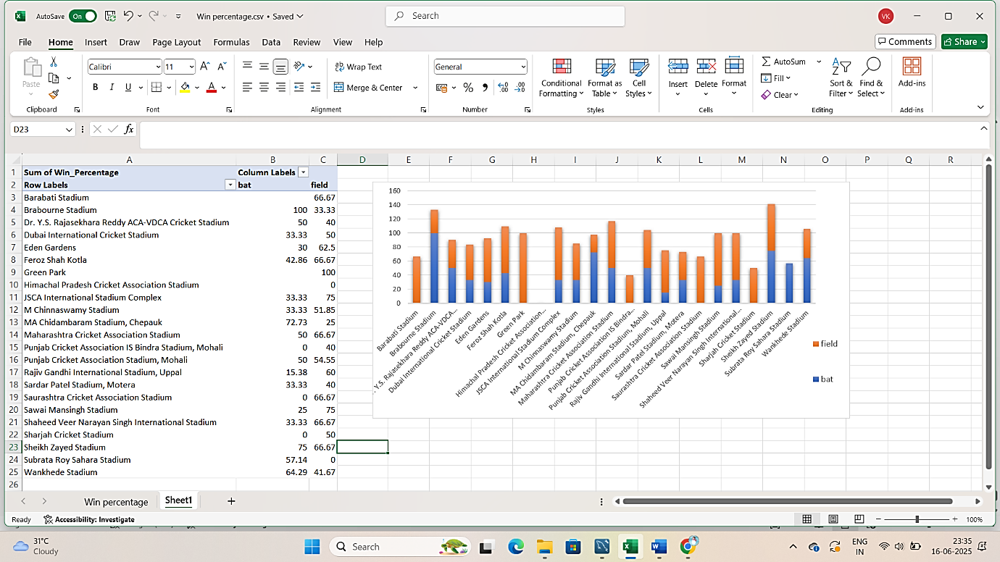 AutoSave On Win percentage.csv • Saved Search VK
File Home Insert Draw Page Layout Formulas Data Review View Help Comments Share
Paste Calibri 11 Wrap Text General Conditional Formatting Format as Table Cell Styles Insert Delete Format AutoSum Fill Clear Sort & Filter Find & Select Add-ins
B I U Merge & Center % 9
Clipboard Font Alignment Number Styles Cells Editing Add-ins
D23 fx
A B C D E F G H I J K L M N O P Q R
1 Sum of Win_Percentage Column Labels
2 Row Labels bat field
3 Barabati Stadium 66.67
4 Brabourne Stadium 100 33.33
5 Dr. Y.S. Rajasekhara Reddy ACA-VDCA Cricket Stadium 50 40
6 Dubai International Cricket Stadium 33.33 50
7 Eden Gardens 30 62.5
8 Feroz Shah Kotla 42.86 66.67
9 Green Park 100
10 Himachal Pradesh Cricket Association Stadium 0
11 JSCA International Stadium Complex 33.33 75
12 M Chinnaswamy Stadium 33.33 51.85
13 MA Chidambaram Stadium, Chepauk 72.73 25
14 Maharashtra Cricket Association Stadium 50 66.67
15 Punjab Cricket Association IS Bindra Stadium, Mohali 0 40
16 Punjab Cricket Association Stadium, Mohali 50 54.55
17 Rajiv Gandhi International Stadium, Uppal 15.38 60
18 Sardar Patel Stadium, Motera 33.33 40
19 Saurashtra Cricket Association Stadium 0 66.67
20 Sawai Mansingh Stadium 25 75
21 Shaheed Veer Narayan Singh International Stadium 33.33 66.67
22 Sharjah Cricket Stadium 0 50
23 Sheikh Zayed Stadium 75 66.67
24 Subrata Roy Sahara Stadium 57.14 0
25 Wankhede Stadium 64.29 41.67
26
160
140
120
100
80
60
40
20
0
Barabati Stadium
Brabourne Stadium
. Y.S. Rajasekhara Reddy ACA-VDCA...
Dubai International Cricket Stadium
Eden Gardens
Feroz Shah Kotla
Green Park
Himachal Pradesh Cricket Association...
JSCA International Stadium Complex
M Chinnaswamy Stadium
MA Chidambaram Stadium, Chepauk
Maharashtra Cricket Association Stadium
Punjab Cricket Association IS Bindra...
Punjab Cricket Association Stadium, Mohali
Rajiv Gandhi International Stadium, Uppal
Sardar Patel Stadium, Motera
Saurashtra Cricket Association Stadium
Sawai Mansingh Stadium
Shaheed Veer Narayan Singh International...
Sharjah Cricket Stadium
Sheikh Zayed Stadium
Subrata Roy Sahara Stadium
Wankhede Stadium
field
bat
Win percentage Sheet1
Ready Accessibility: Investigate 100%
31°C
Cloudy
Search
ENG
IN
23:35
16-06-2025